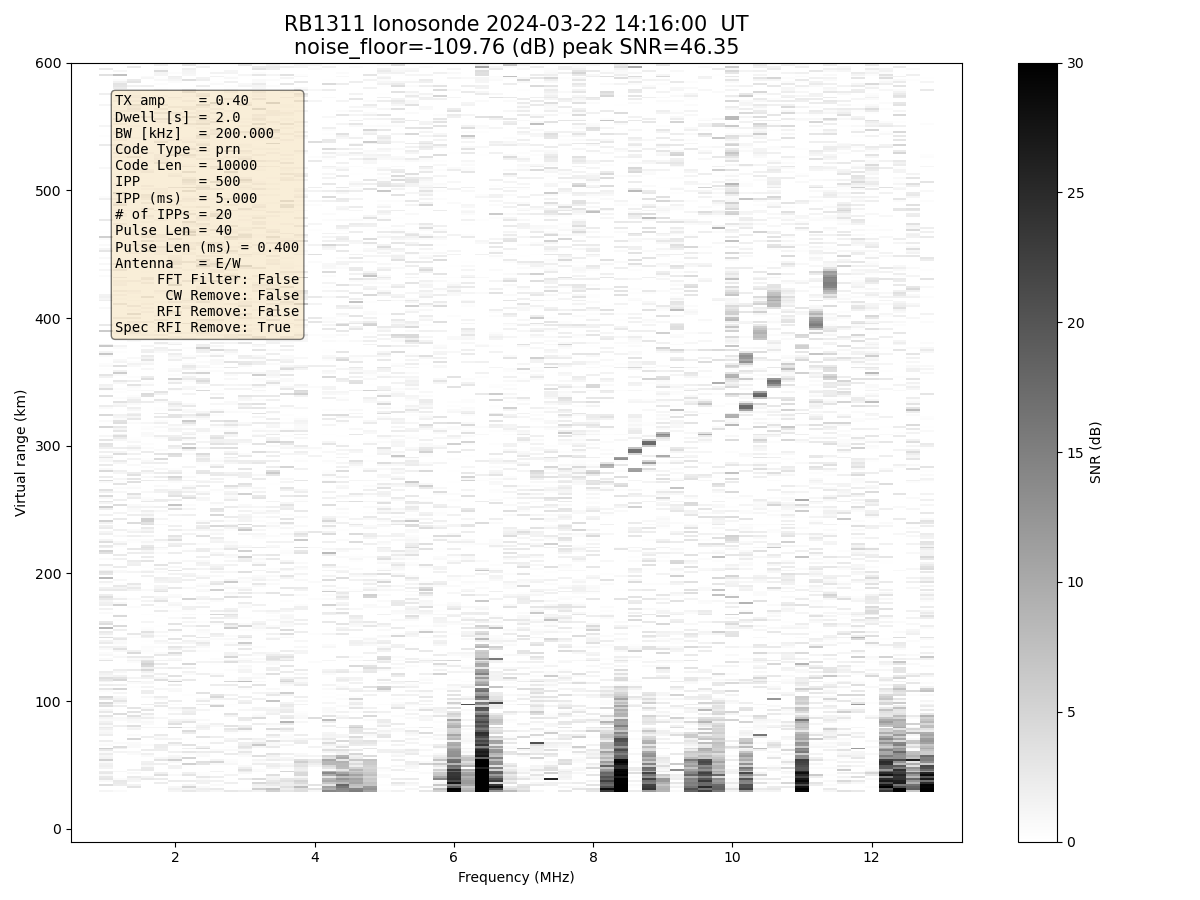 RB1311 Ionosonde 2024-03-22 14:16:00 UT
noise_floor=-109.76 (dB) peak SNR=46.35
600
500
400
300
200
100
0
Virtual range (km)
TX amp = 0.40
Dwell [s] = 2.0
BW [kHz] = 200.000
Code Type = prn
Code Len = 10000
IPP = 500
IPP (ms) = 5.000
# of IPPs = 20
Pulse Len = 40
Pulse Len (ms) = 0.400
Antenna = E/W
FFT Filter: False
CW Remove: False
RFI Remove: False
Spec RFI Remove: True
2 4 6 8 10 12
Frequency (MHz)
30
25
20
15
10
5
0
SNR (dB)